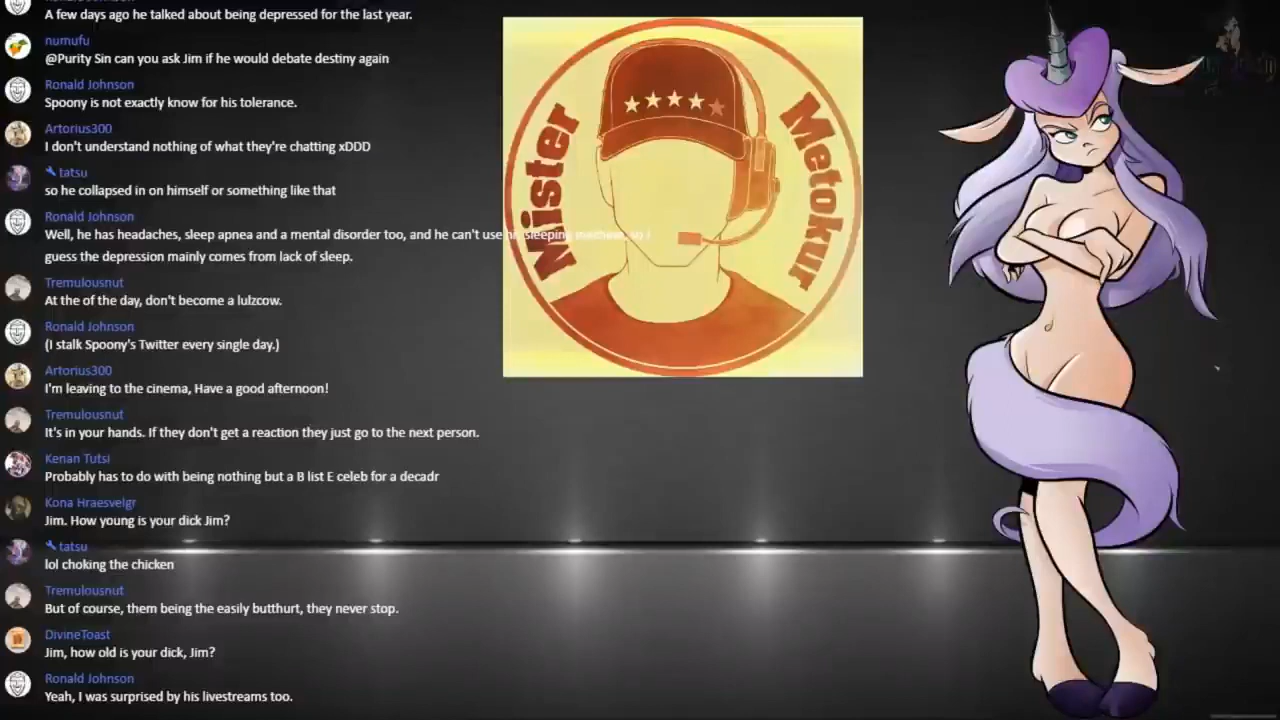 A few days ago he talked about being depressed for the last year.
numufu
@Purity Sin can you ask Jim if he would debate destiny again
Ronald Johnson
Spoony is not exactly know for his tolerance.
Artorius300
I don't understand nothing of what they're chatting xDDD
tatsu
so he collapsed in on himself or something like that
Ronald Johnson
Well, he has headaches, sleep apnea and a mental disorder too, and he can't use his sleeping so I
guess the depression mainly comes from lack of sleep.
Tremulousnut
At the of the day, don't become a lulzcow.
Ronald Johnson
(I stalk Spoony's Twitter every single day.)
Artorius300
I'm leaving to the cinema, Have a good afternoon!
Tremulousnut
It's in your hands. If they don't get a reaction they just go to the next person.
Kenan Tutsi
Probably has to do with being nothing but a B list E celeb for a decadr
Kona Hraesvelgr
Jim. How young is your dick Jim?
tatsu
lol choking the chicken
Tremulousnut
But of course, them being the easily butthurt, they never stop.
DivineToast
Jim, how old is your dick, Jim?
Ronald Johnson
Yeah, I was surprised by his livestreams too.
Mister
Metokur